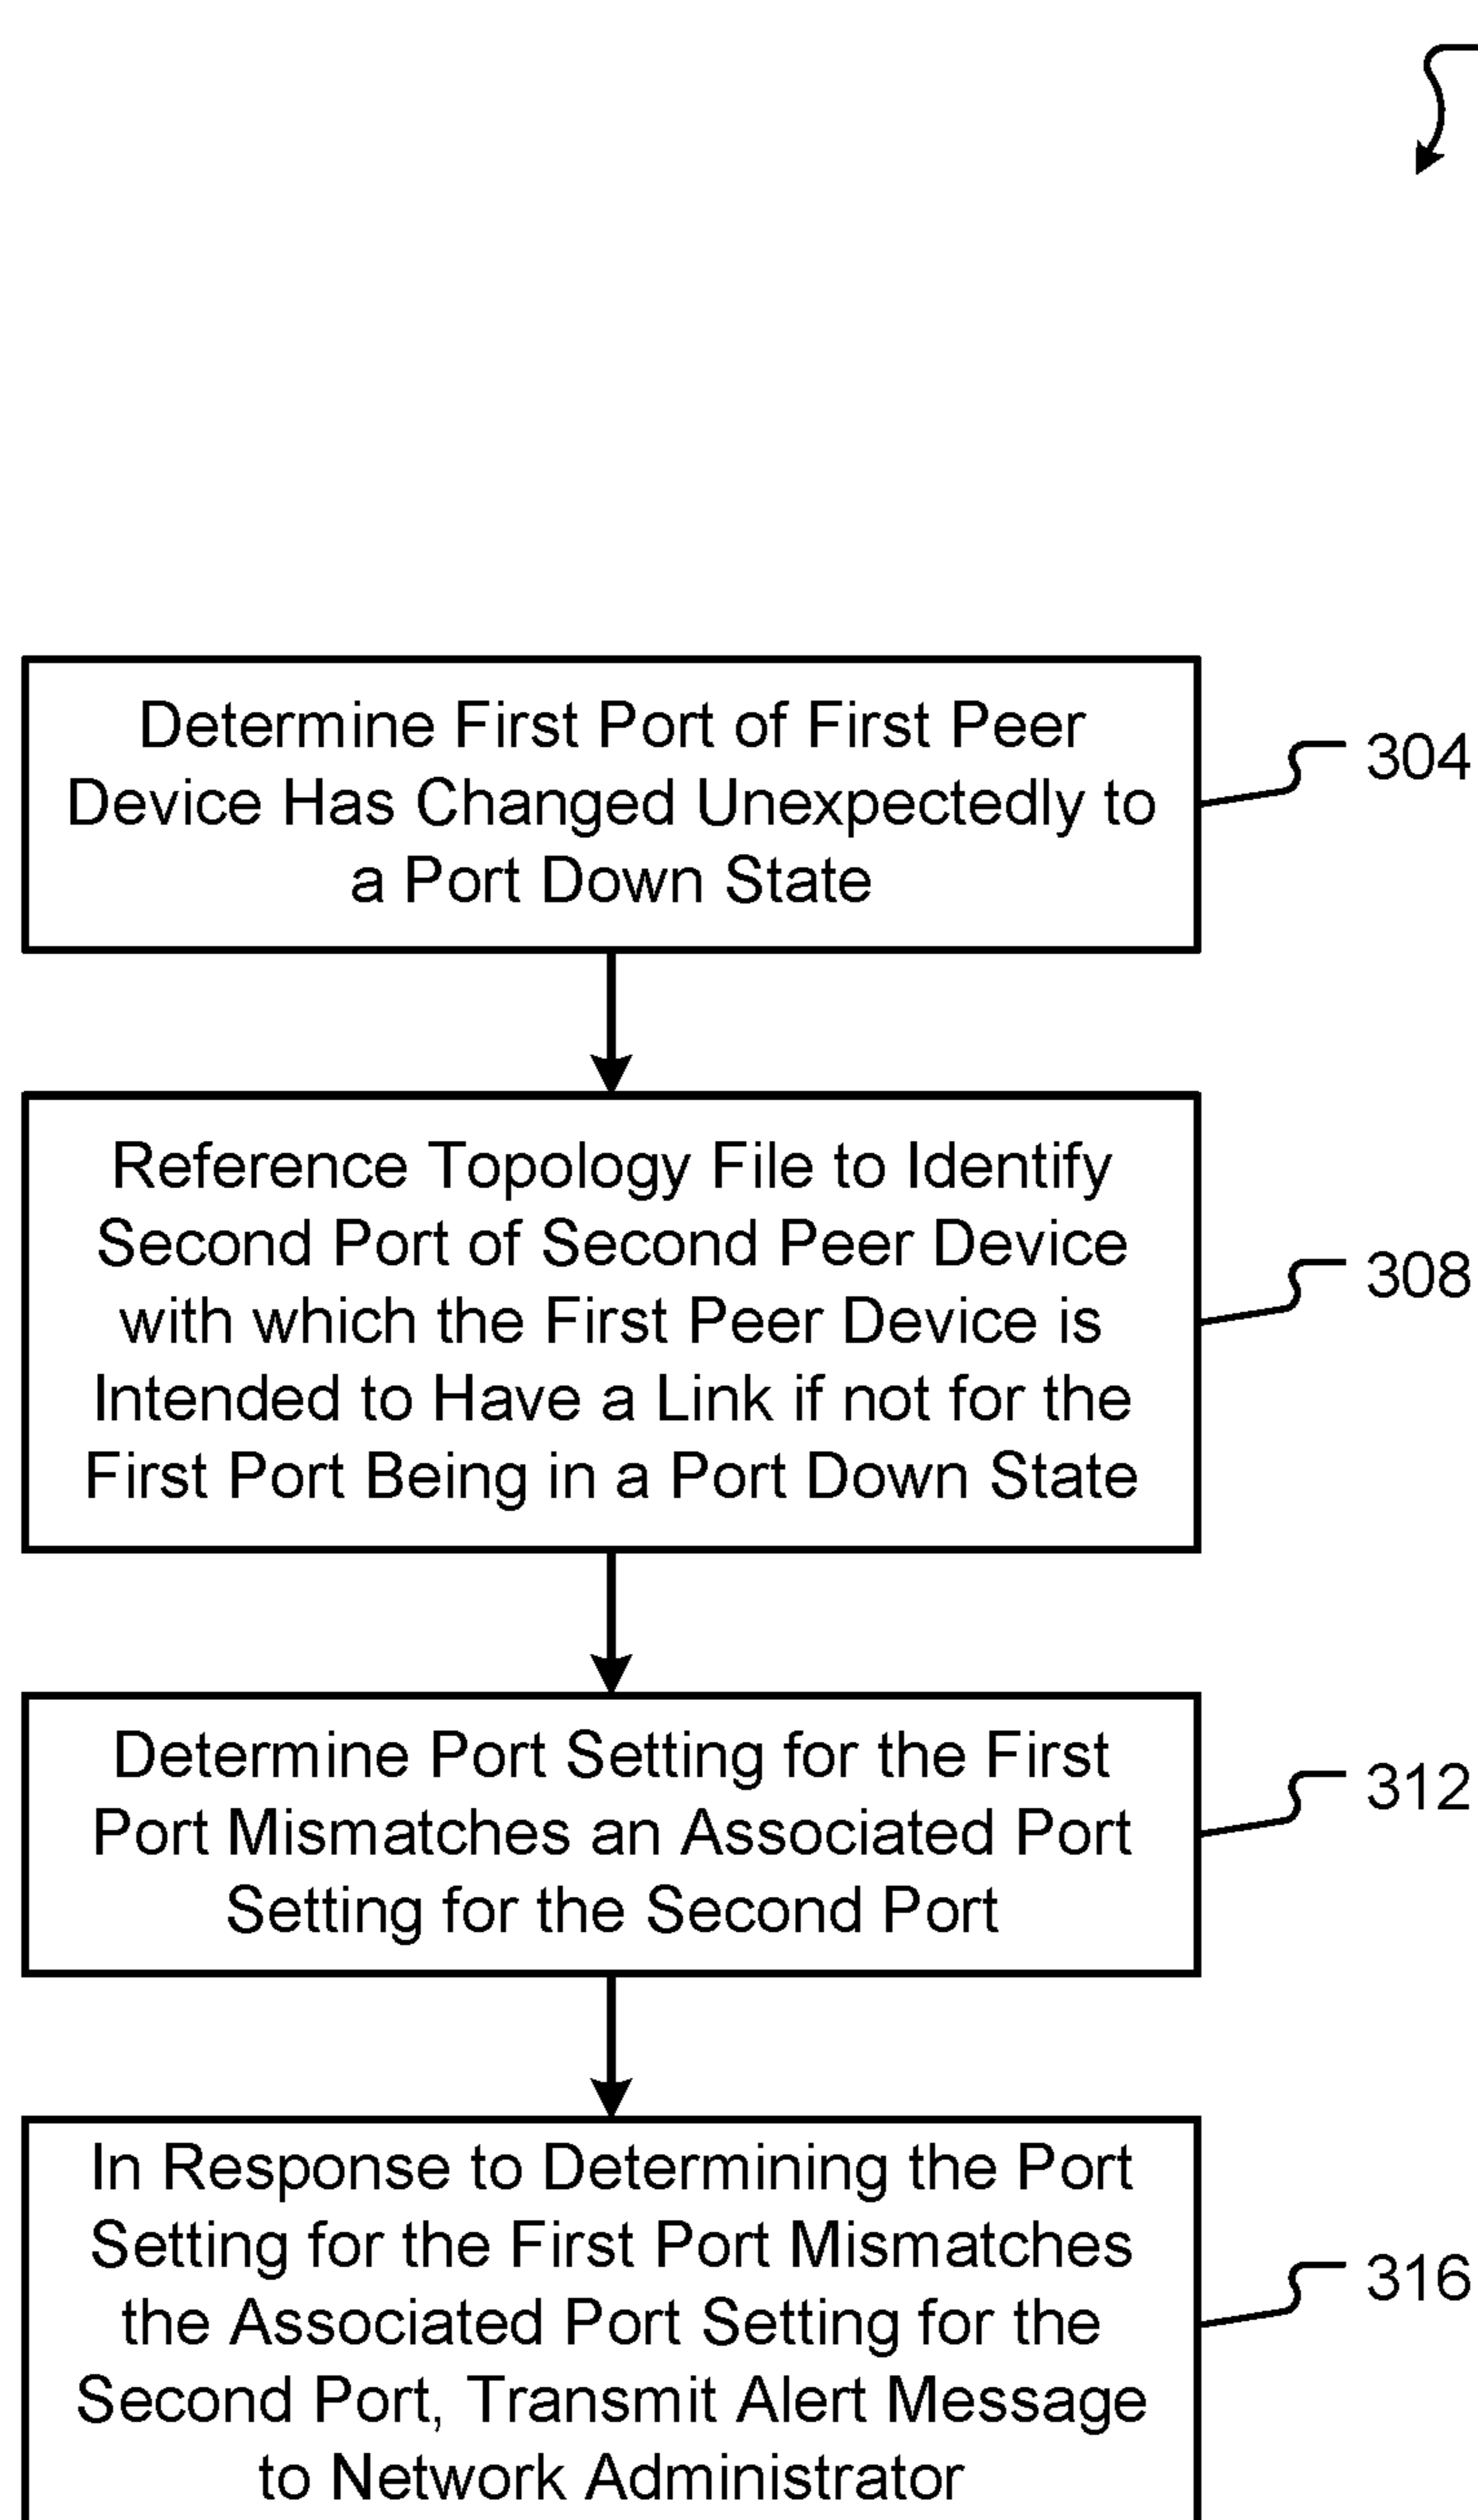 Determine First Port of First Peer
Device Has Changed Unexpectedly to
a Port Down State
304
Reference Topology File to Identify
Second Port of Second Peer Device
with which the First Peer Device is
Intended to Have a Link if not for the
First Port Being in a Port Down State
308
Determine Port Setting for the First
Port Mismatches an Associated Port
Setting for the Second Port
312
In Response to Determining the Port
Setting for the First Port Mismatches
the Associated Port Setting for the
Second Port, Transmit Alert Message
to Network Administrator
316